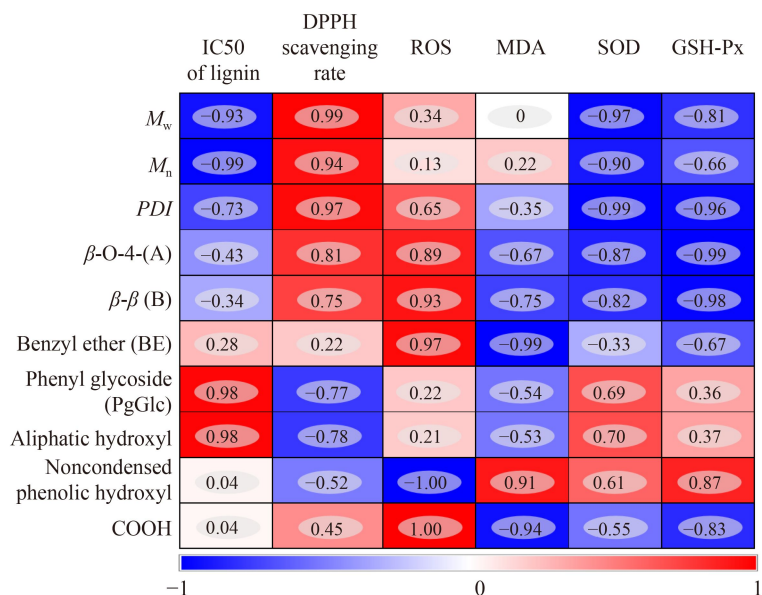 IC50 of lignin DPPH scavenging rate ROS MDA SOD GSH-Px
Mw −0.93 0.99 0.34 0 −0.97 −0.81
Mn −0.99 0.94 0.13 0.22 −0.90 −0.66
PDI −0.73 0.97 0.65 −0.35 −0.99 −0.96
β-O-4-(A) −0.43 0.81 0.89 −0.67 −0.87 −0.99
β-β (B) −0.34 0.75 0.93 −0.75 −0.82 −0.98
Benzyl ether (BE) 0.28 0.22 0.97 −0.99 −0.33 −0.67
Phenyl glycoside (PgGlc) 0.98 −0.77 0.22 −0.54 0.69 0.36
Aliphatic hydroxyl 0.98 −0.78 0.21 −0.53 0.70 0.37
Noncondensed phenolic hydroxyl 0.04 −0.52 −1.00 0.91 0.61 0.87
COOH 0.04 0.45 1.00 −0.94 −0.55 −0.83
−1 0 1